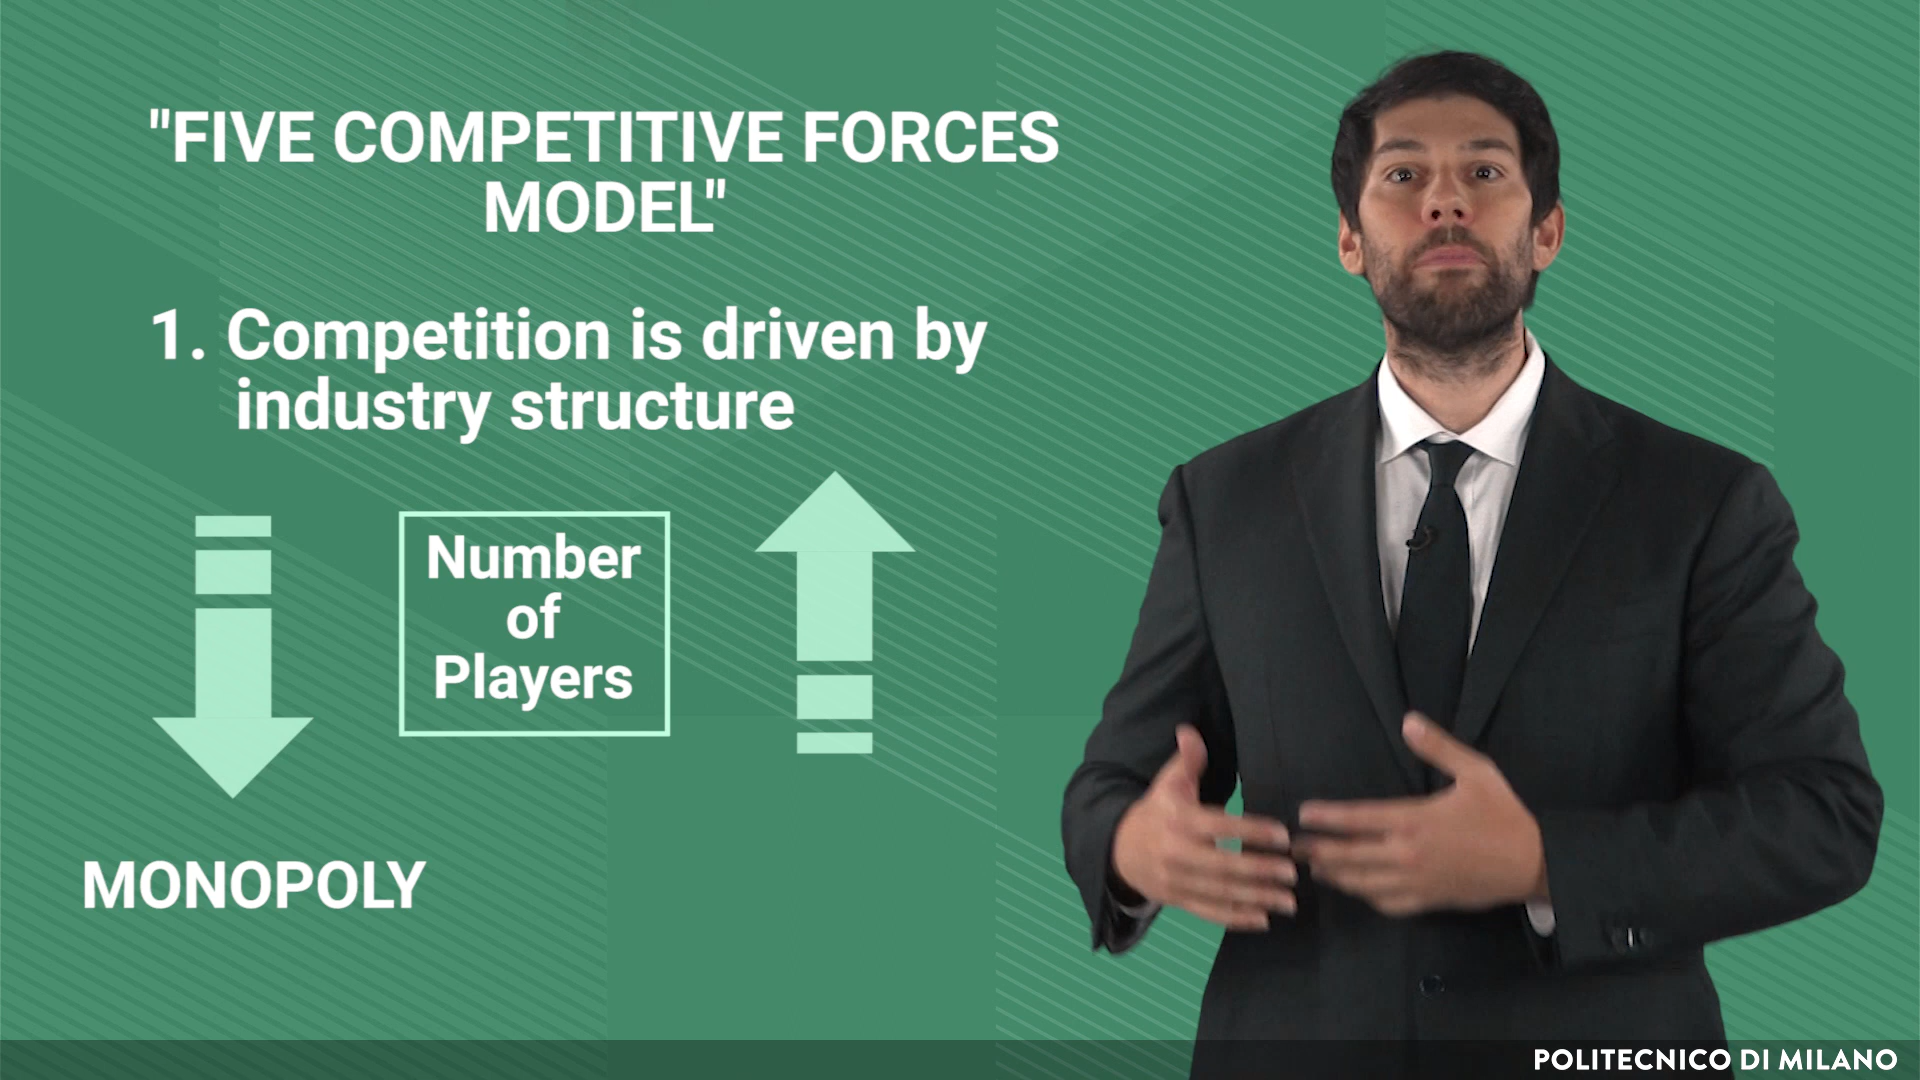 "FIVE COMPETITIVE FORCES
MODEL"
1. Competition is driven by
industry structure
Number
of
Players
MONOPOLY
POLITECNICO DI MILANO